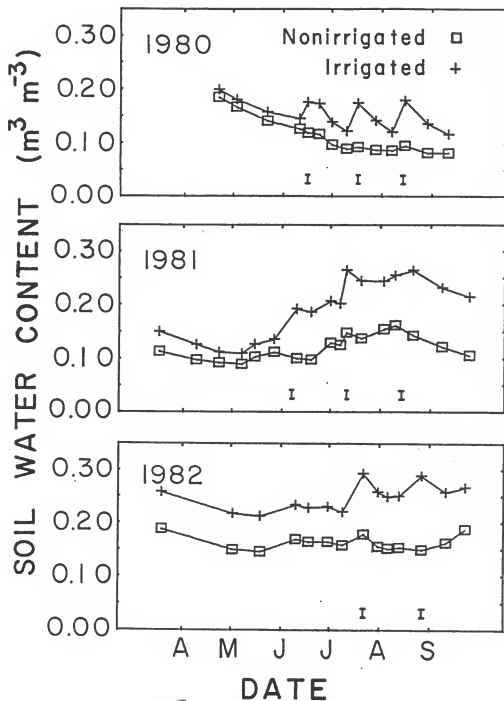 SOIL WATER CONTENT (m³ m⁻³)
0.30
1980
Nonirrigated
Irrigated +
0.20
0.10
0.00
I I I
0.30
1981
0.20
0.10
0.00
I I I
0.30
1982
0.20
0.10
0.00
I I
A M J J A S
DATE